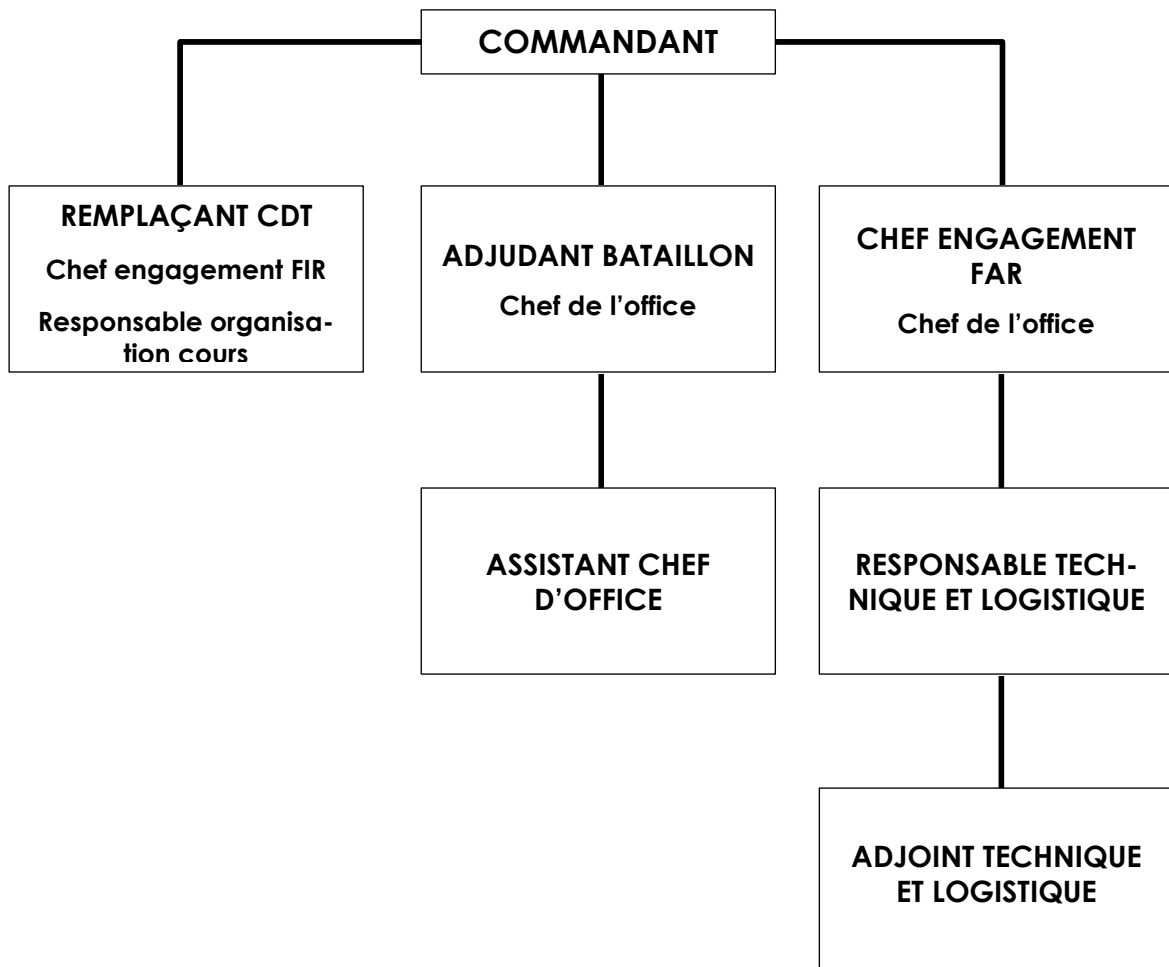 COMMANDANT
REMPLAÇANT CDT
Chef engagement FIR
Responsable organisa-
tion cours
ADJUDANT BATAILLON
Chef de l’office
CHEF ENGAGEMENT
FAR
Chef de l’office
ASSISTANT CHEF
D’OFFICE
RESPONSABLE TECH-
NIQUE ET LOGISTIQUE
ADJOINT TECHNIQUE
ET LOGISTIQUE